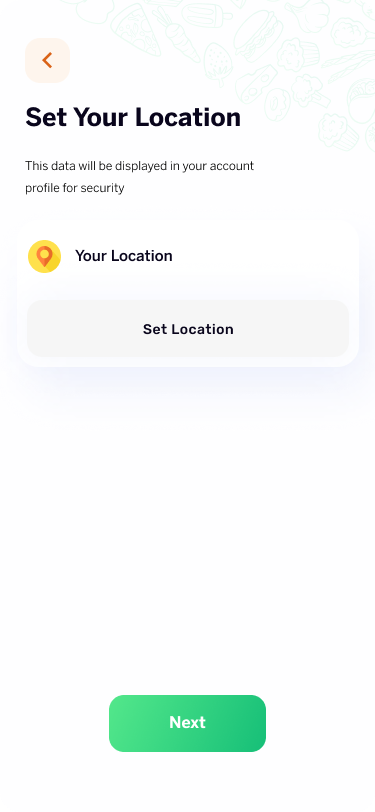 Set Your Location
This data will be displayed in your account
profile for security
Your Location
Set Location
Next